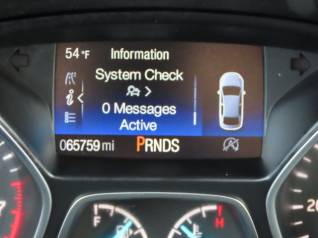 54 °F Information
System Check
0 Messages
Active
065759 mi PRNDS
F
H